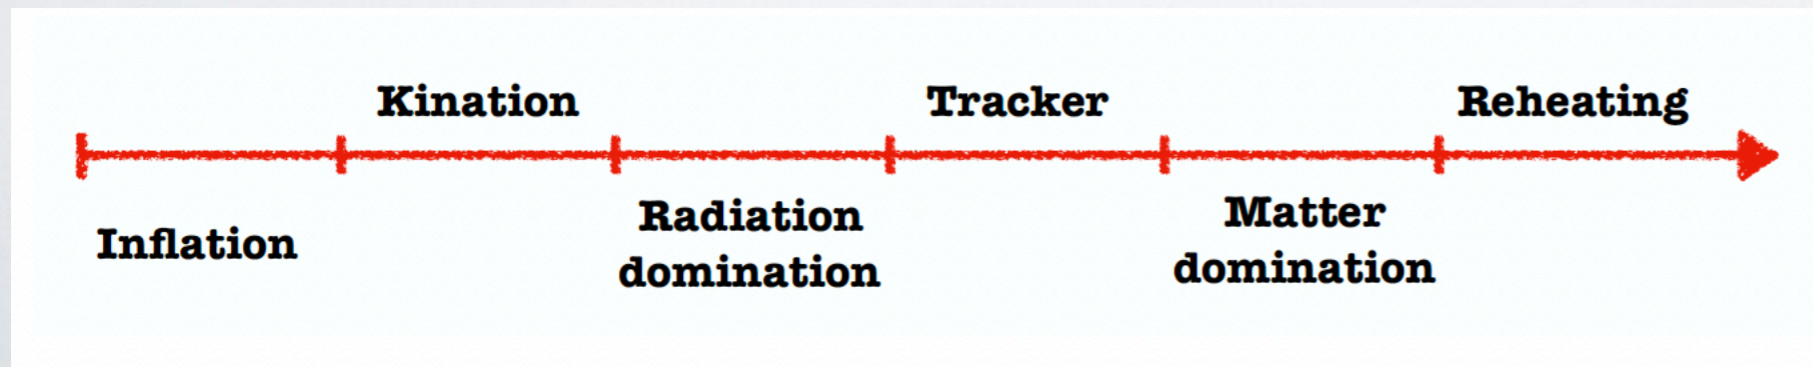 Kination
Tracker
Reheating
Inflation
Radiation
domination
Matter
domination